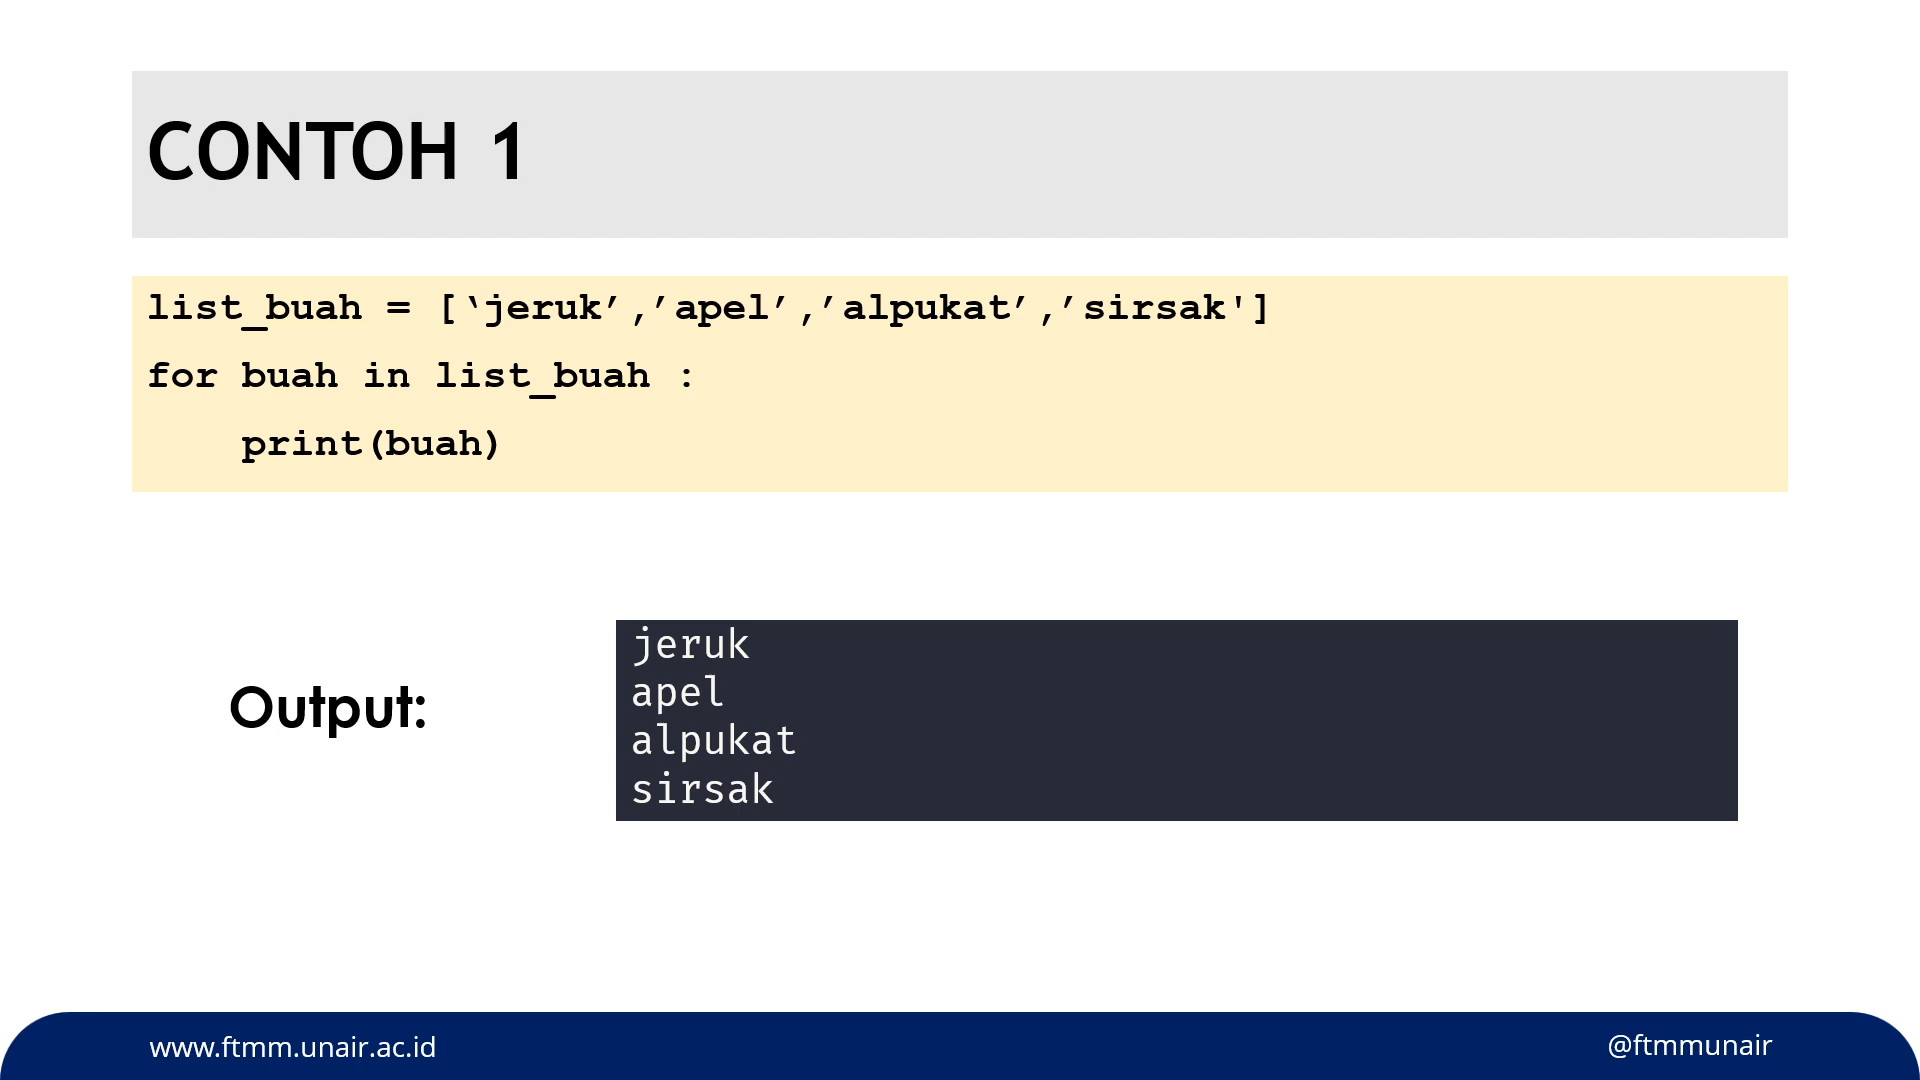 CONTOH 1
list_buah = [‘jeruk’,’apel’,’alpukat’,’sirsak']
for buah in list_buah :
    print(buah)
Output:
jeruk
apel
alpukat
sirsak
www.ftmm.unair.ac.id
@ftmmunair